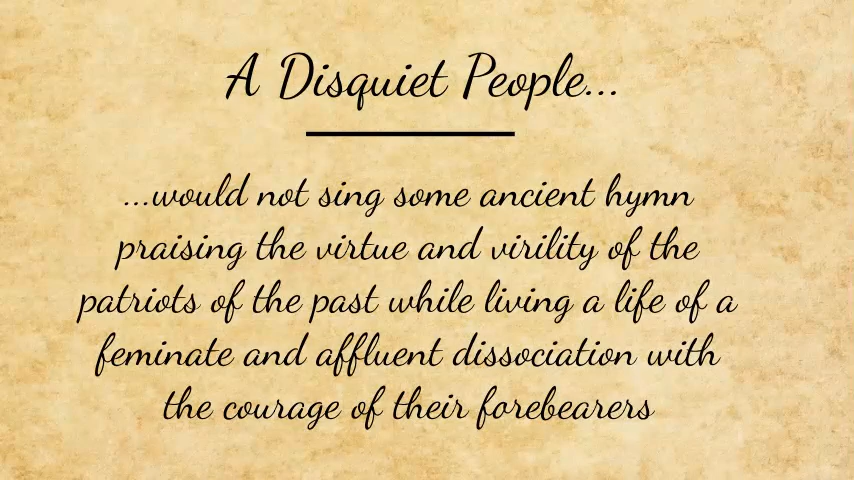 A Disquiet People...
...would not sing some ancient hymn
praising the virtue and virility of the
patriots of the past while living a life of a
feminate and affluent dissociation with
the courage of their forebearers